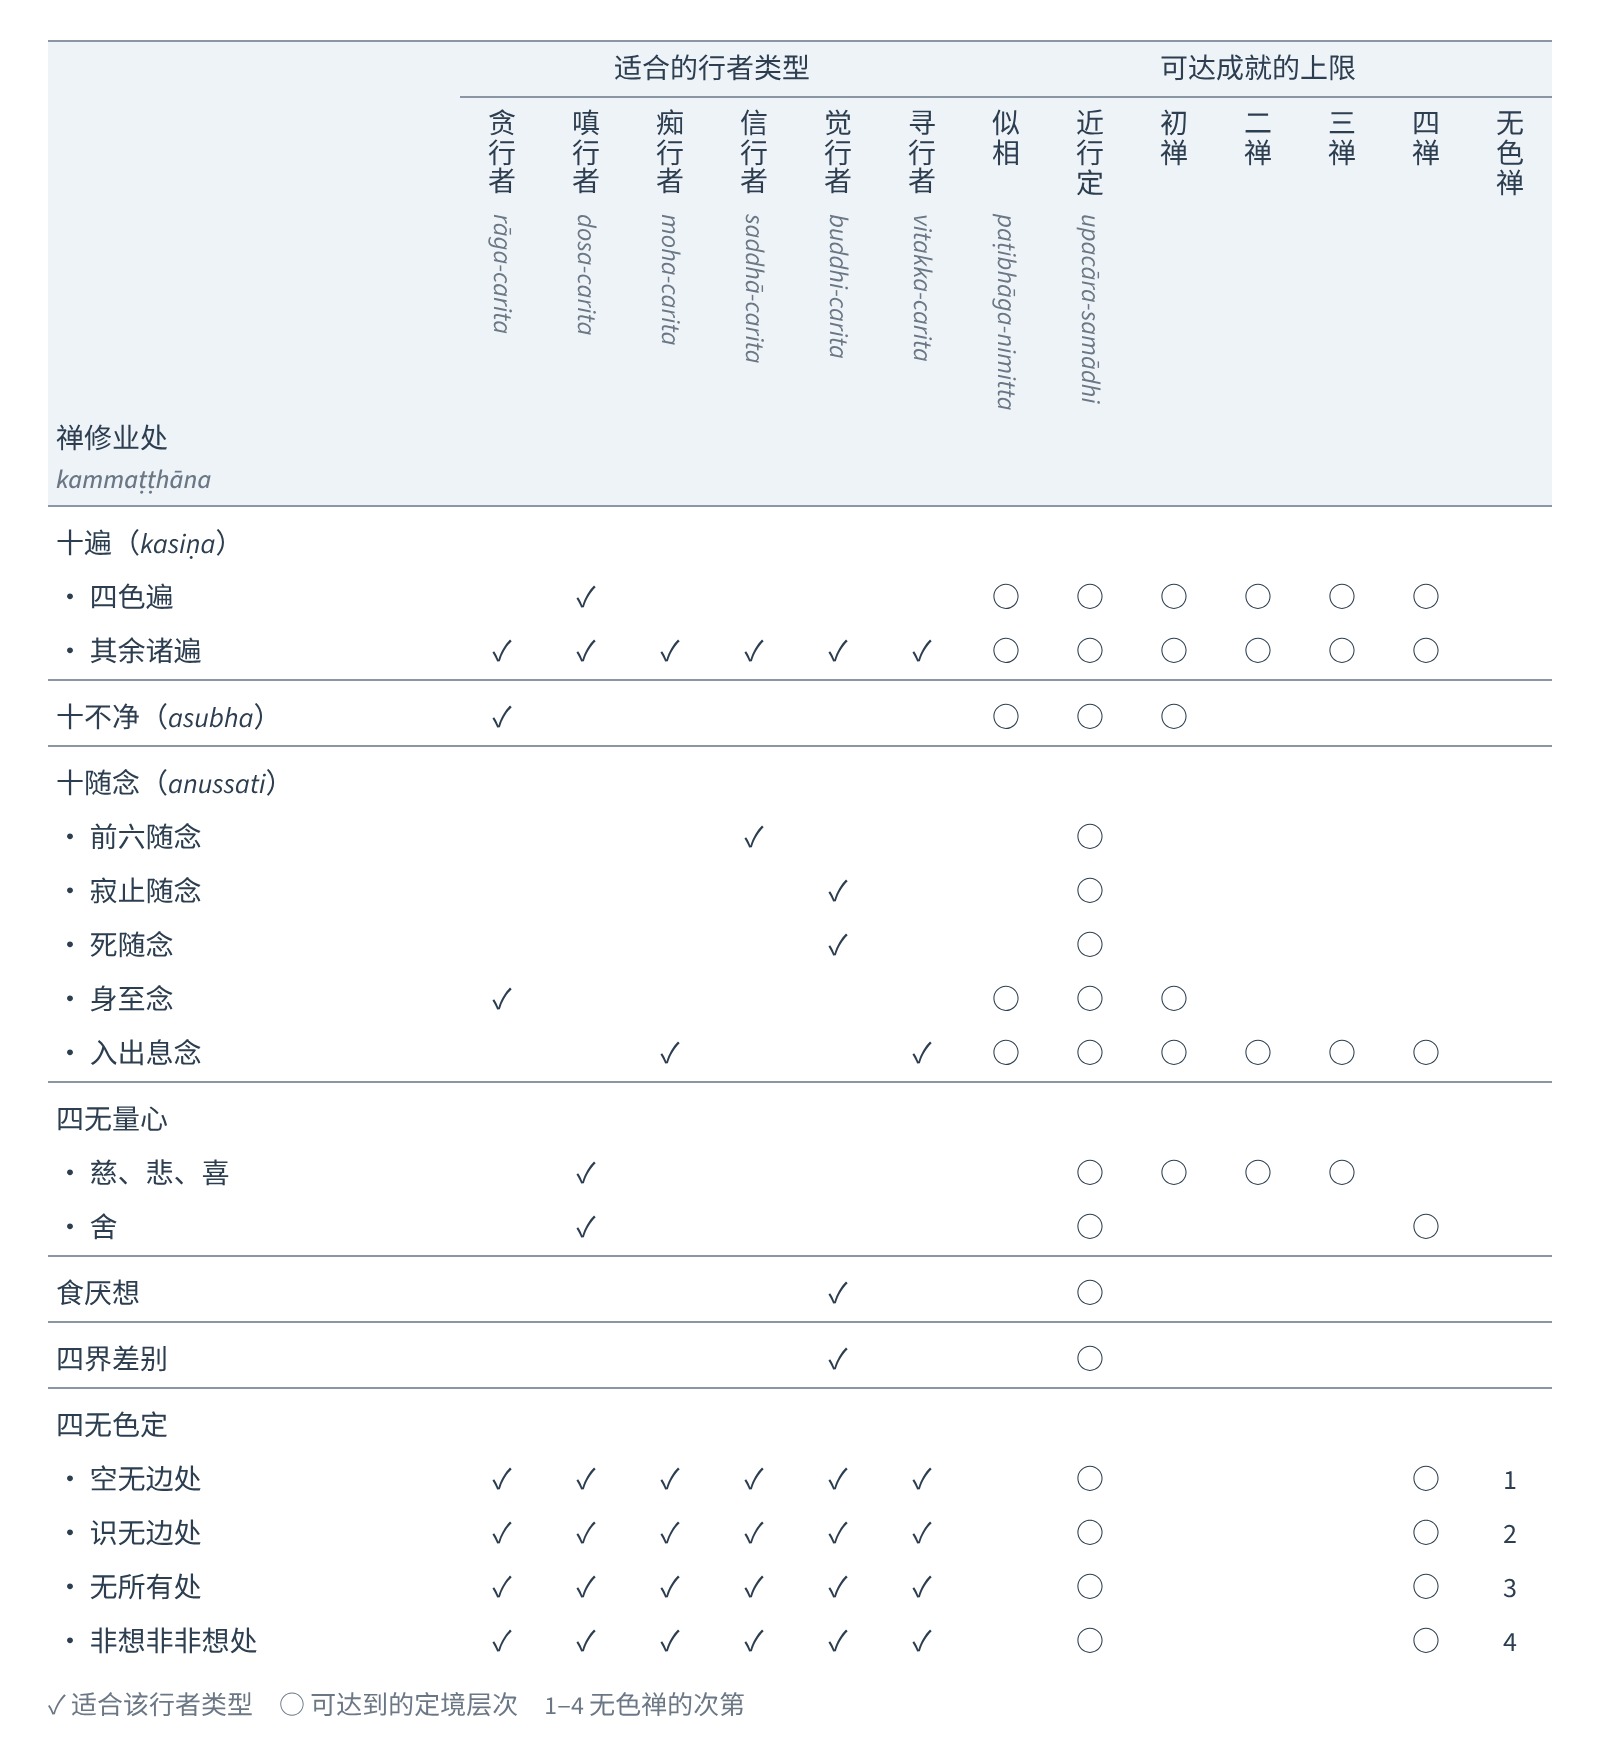 适合的行者类型 可达成就的上限
贪行者 rāga-carita
嗔行者 dosa-carita
痴行者 moha-carita
信行者 saddhā-carita
觉行者 buddhi-carita
寻行者 vitakka-carita
似相 paṭibhāga-nimitta
近行定 upacāra-samādhi
初禅
二禅
三禅
四禅
无色禅
禅修业处
kammaṭṭhāna
十遍（kasiṇa）
・ 四色遍 ✓ ○ ○ ○ ○ ○ ○
・ 其余诸遍 ✓ ✓ ✓ ✓ ✓ ✓ ○ ○ ○ ○ ○ ○
十不净（asubha） ✓ ○ ○ ○
十随念（anussati）
・ 前六随念 ✓ ○
・ 寂止随念 ✓ ○
・ 死随念 ✓ ○
・ 身至念 ✓ ○ ○ ○
・ 入出息念 ✓ ✓ ○ ○ ○ ○ ○ ○
四无量心
・ 慈、悲、喜 ✓ ○ ○ ○ ○
・ 舍 ✓ ○ ○
食厌想 ✓ ○
四界差别 ✓ ○
四无色定
・ 空无边处 ✓ ✓ ✓ ✓ ✓ ✓ ○ ○ 1
・ 识无边处 ✓ ✓ ✓ ✓ ✓ ✓ ○ ○ 2
・ 无所有处 ✓ ✓ ✓ ✓ ✓ ✓ ○ ○ 3
・ 非想非非想处 ✓ ✓ ✓ ✓ ✓ ✓ ○ ○ 4
✓ 适合该行者类型 ○ 可达到的定境层次 1–4 无色禅的次第